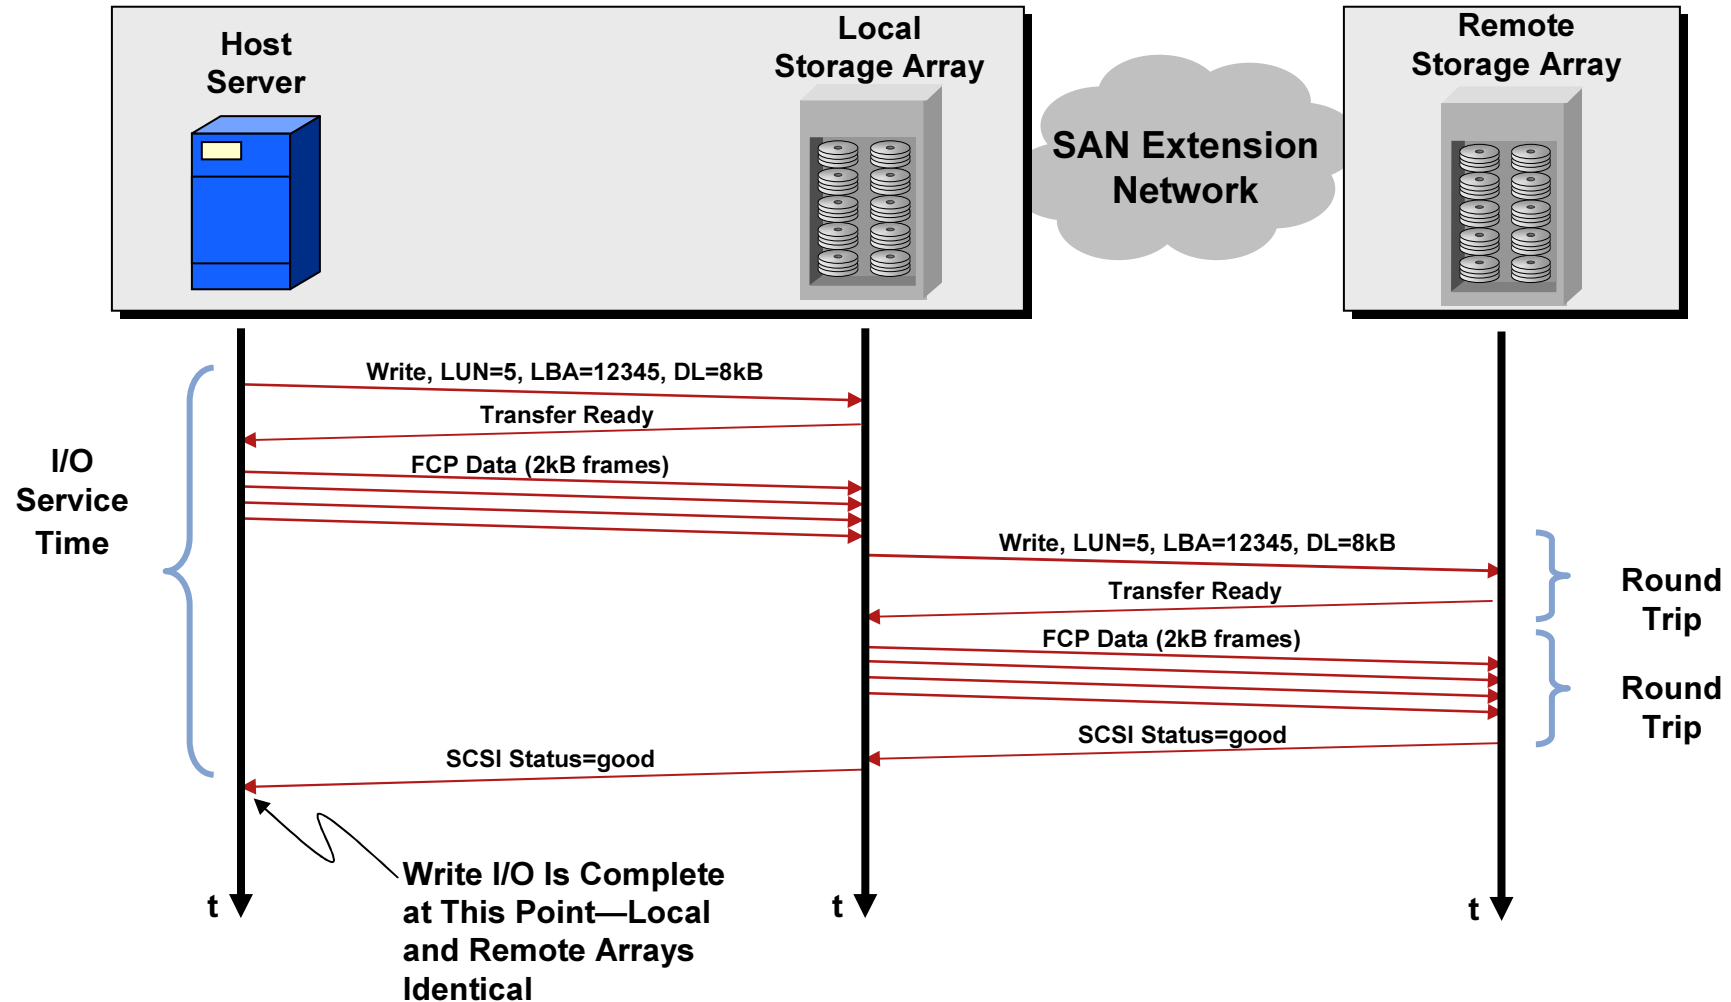 Host
Server
Local
Storage Array
SAN Extension
Network
Remote
Storage Array
Write, LUN=5, LBA=12345, DL=8kB
Transfer Ready
FCP Data (2kB frames)
I/O
Service
Time
Write, LUN=5, LBA=12345, DL=8kB
Transfer Ready
FCP Data (2kB frames)
SCSI Status=good
Round
Trip
Round
Trip
SCSI Status=good
Write I/O Is Complete
at This Point—Local
and Remote Arrays
Identical
t
t
t